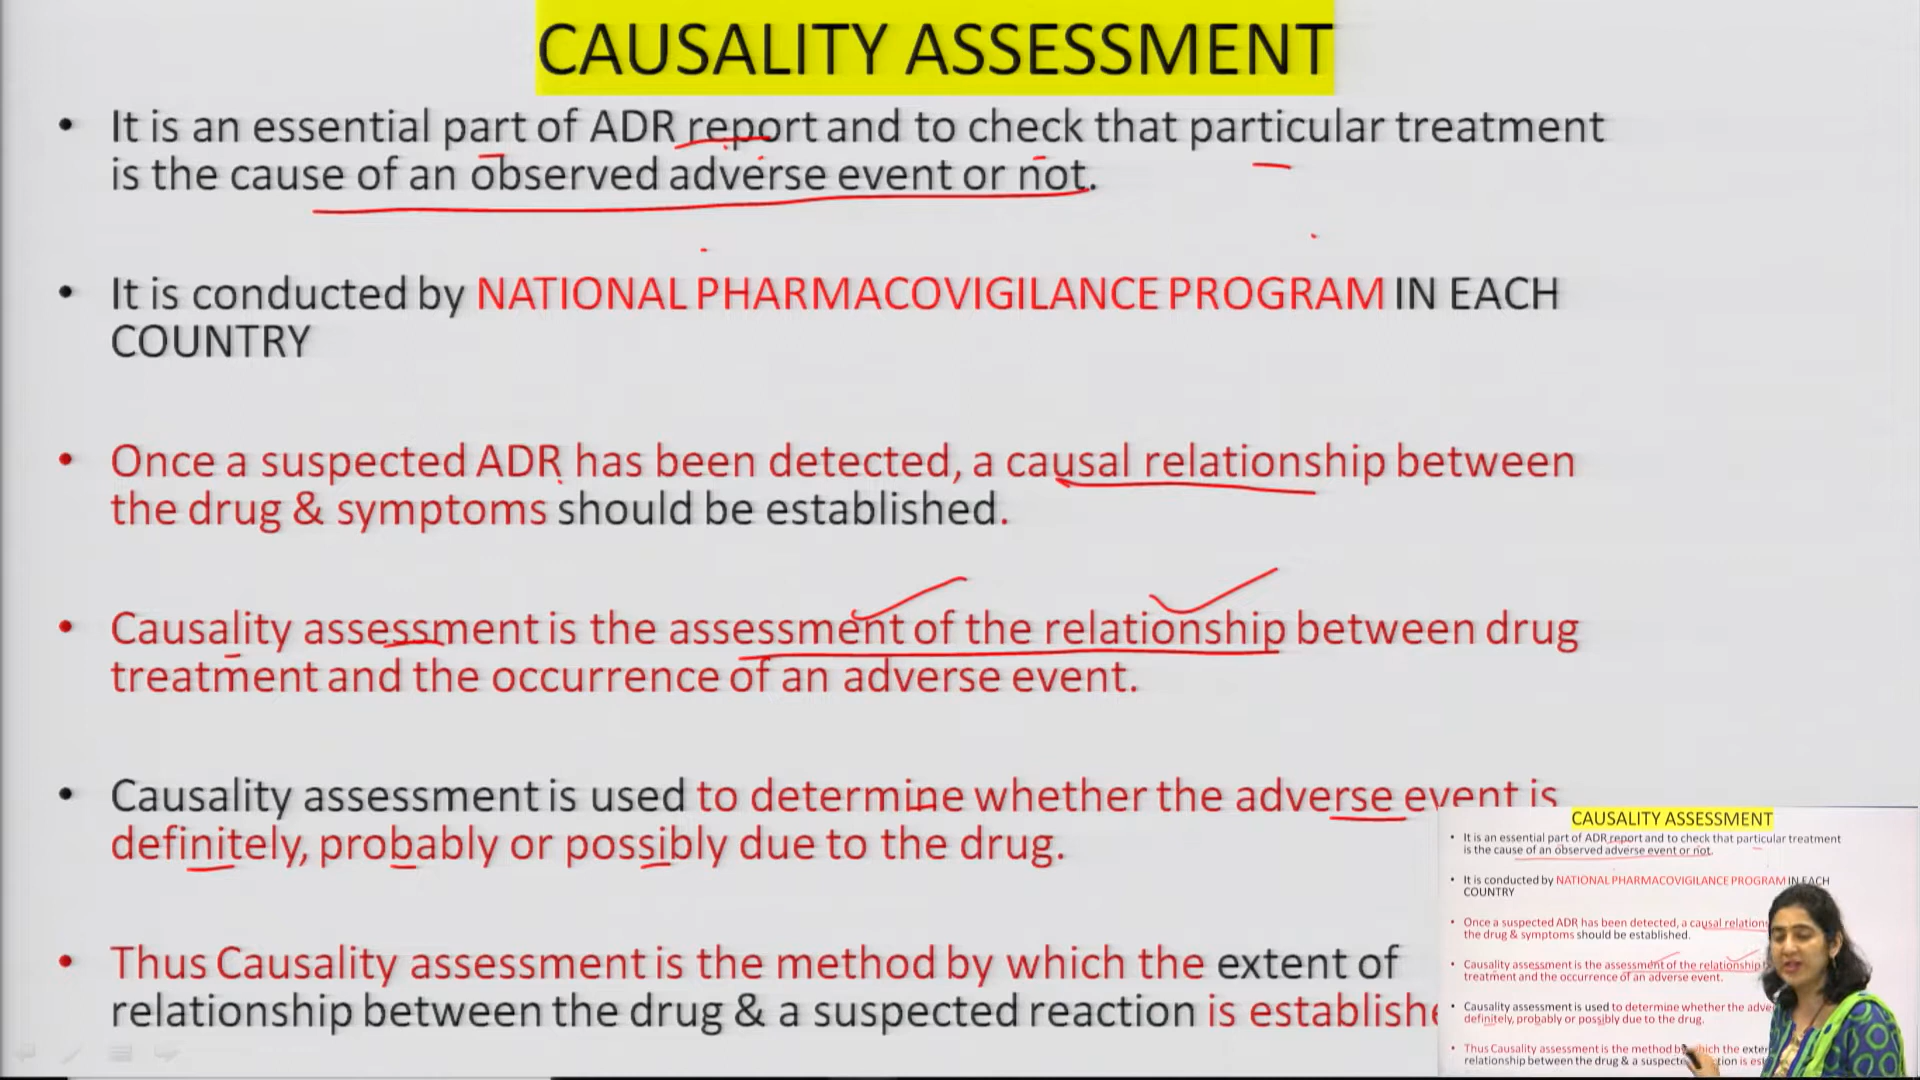 CAUSALITY ASSESSMENT
• It is an essential part of ADR report and to check that particular treatment
is the cause of an observed adverse event or not.
• It is conducted by NATIONAL PHARMACOVIGILANCE PROGRAM IN EACH
COUNTRY
• Once a suspected ADR has been detected, a causal relationship between
the drug & symptoms should be established.
• Causality assessment is the assessment of the relationship between drug
treatment and the occurrence of an adverse event.
• Causality assessment is used to determine whether the adverse event is
definitely, probably or possibly due to the drug.
• Thus Causality assessment is the method by which the extent of
relationship between the drug & a suspected reaction is establishe
CAUSALITY ASSESSMENT
• It is an essential part of ADR report and to check that particular treatment
is the cause of an observed adverse event or not.
• It is conducted by NATIONAL PHARMACOVIGILANCE PROGRAM IN EACH
COUNTRY
• Once a suspected ADR has been detected, a causal relations
the drug & symptoms should be established.
• Causality assessment is the assessment of the relationship
treatment and the occurrence of an adverse event.
• Causality assessment is used to determine whether the adve
definitely, probably or possibly due to the drug.
• Thus Causality assessment is the method by which the exte
relationship between the drug & a suspecte tion is est